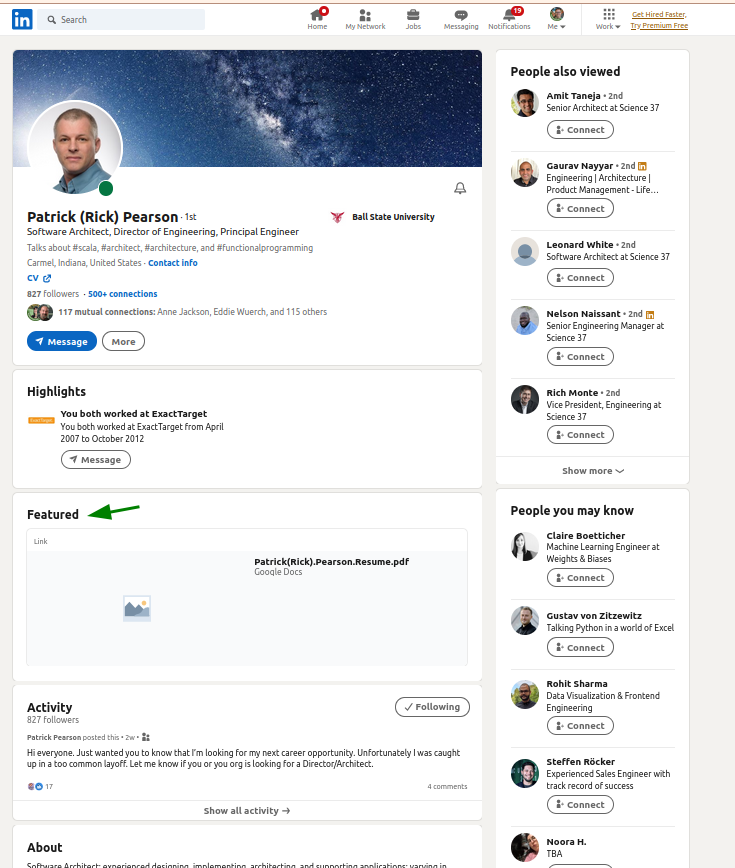 in
Search
Home
My Network
Jobs
Messaging
19
Notifications
Me
Work
Get Hired Faster,
Try Premium Free
Patrick (Rick) Pearson · 1st
Ball State University
Software Architect, Director of Engineering, Principal Engineer
Talks about #scala, #architect, #architecture, and #functionalprogramming
Carmel, Indiana, United States · Contact info
CV
827 followers · 500+ connections
117 mutual connections: Anne Jackson, Eddie Wuerch, and 115 others
Message
More
Highlights
ExactTarget
You both worked at ExactTarget
You both worked at ExactTarget from April
2007 to October 2012
Message
Featured
Link
Patrick(Rick).Pearson.Resume.pdf
Google Docs
Activity
Following
827 followers
Patrick Pearson posted this • 2w •
Hi everyone. Just wanted you to know that I'm looking for my next career opportunity. Unfortunately I was caught
up in a too common layoff. Let me know if you or you org is looking for a Director/Architect.
17
4 comments
Show all activity →
About
Software Architect: experienced designing, implementing, architecting, and supporting applications; varying in
People also viewed
Amit Taneja • 2nd
Senior Architect at Science 37
Connect
Gaurav Nayyar • 2nd in
Engineering | Architecture |
Product Management - Life...
Connect
Leonard White • 2nd
Software Architect at Science 37
Connect
Nelson Naissant • 2nd in
Senior Engineering Manager at
Science 37
Connect
Rich Monte • 2nd
Vice President, Engineering at
Science 37
Connect
Show more
People you may know
Claire Boetticher
Machine Learning Engineer at
Weights & Biases
Connect
Gustav von Zitzewitz
Talking Python in a world of Excel
Connect
Rohit Sharma
Data Visualization & Frontend
Engineering
Connect
Steffen Röcker
Experienced Sales Engineer with
track record of success
Connect
Noora H.
TBA